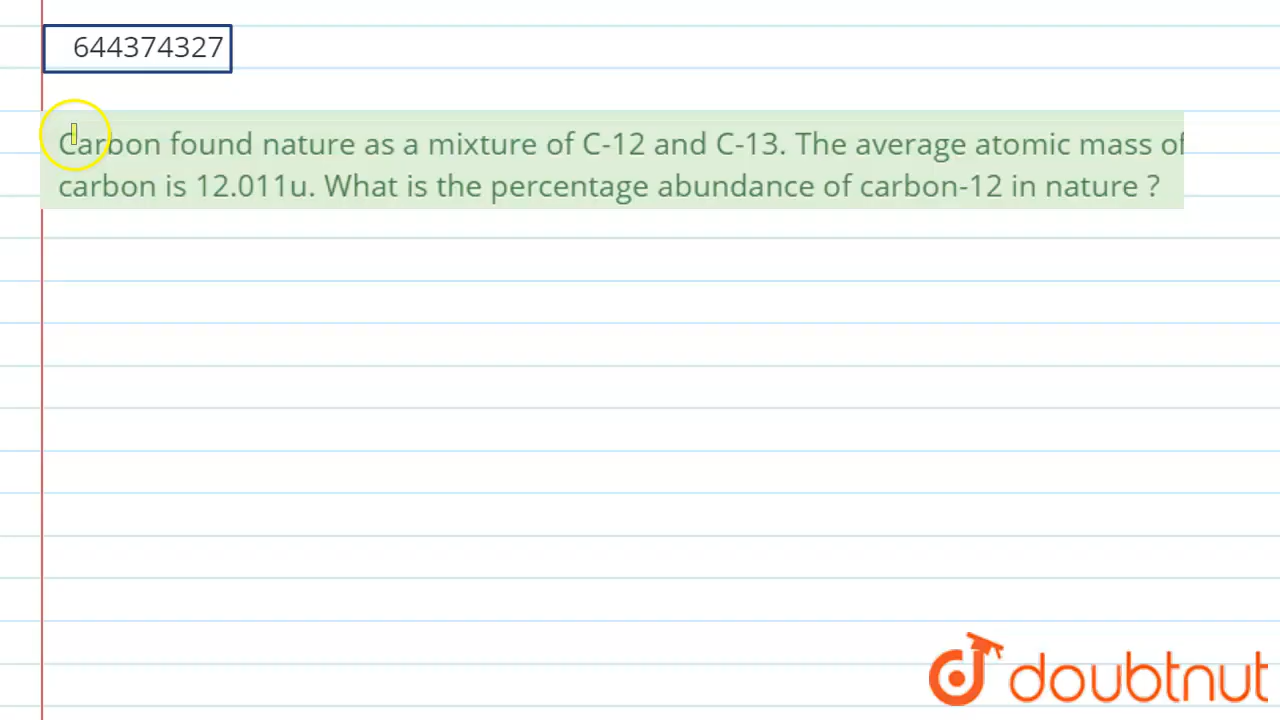 644374327
Carbon found nature as a mixture of C-12 and C-13. The average atomic mass of
carbon is 12.011u. What is the percentage abundance of carbon-12 in nature ?
doubtnut